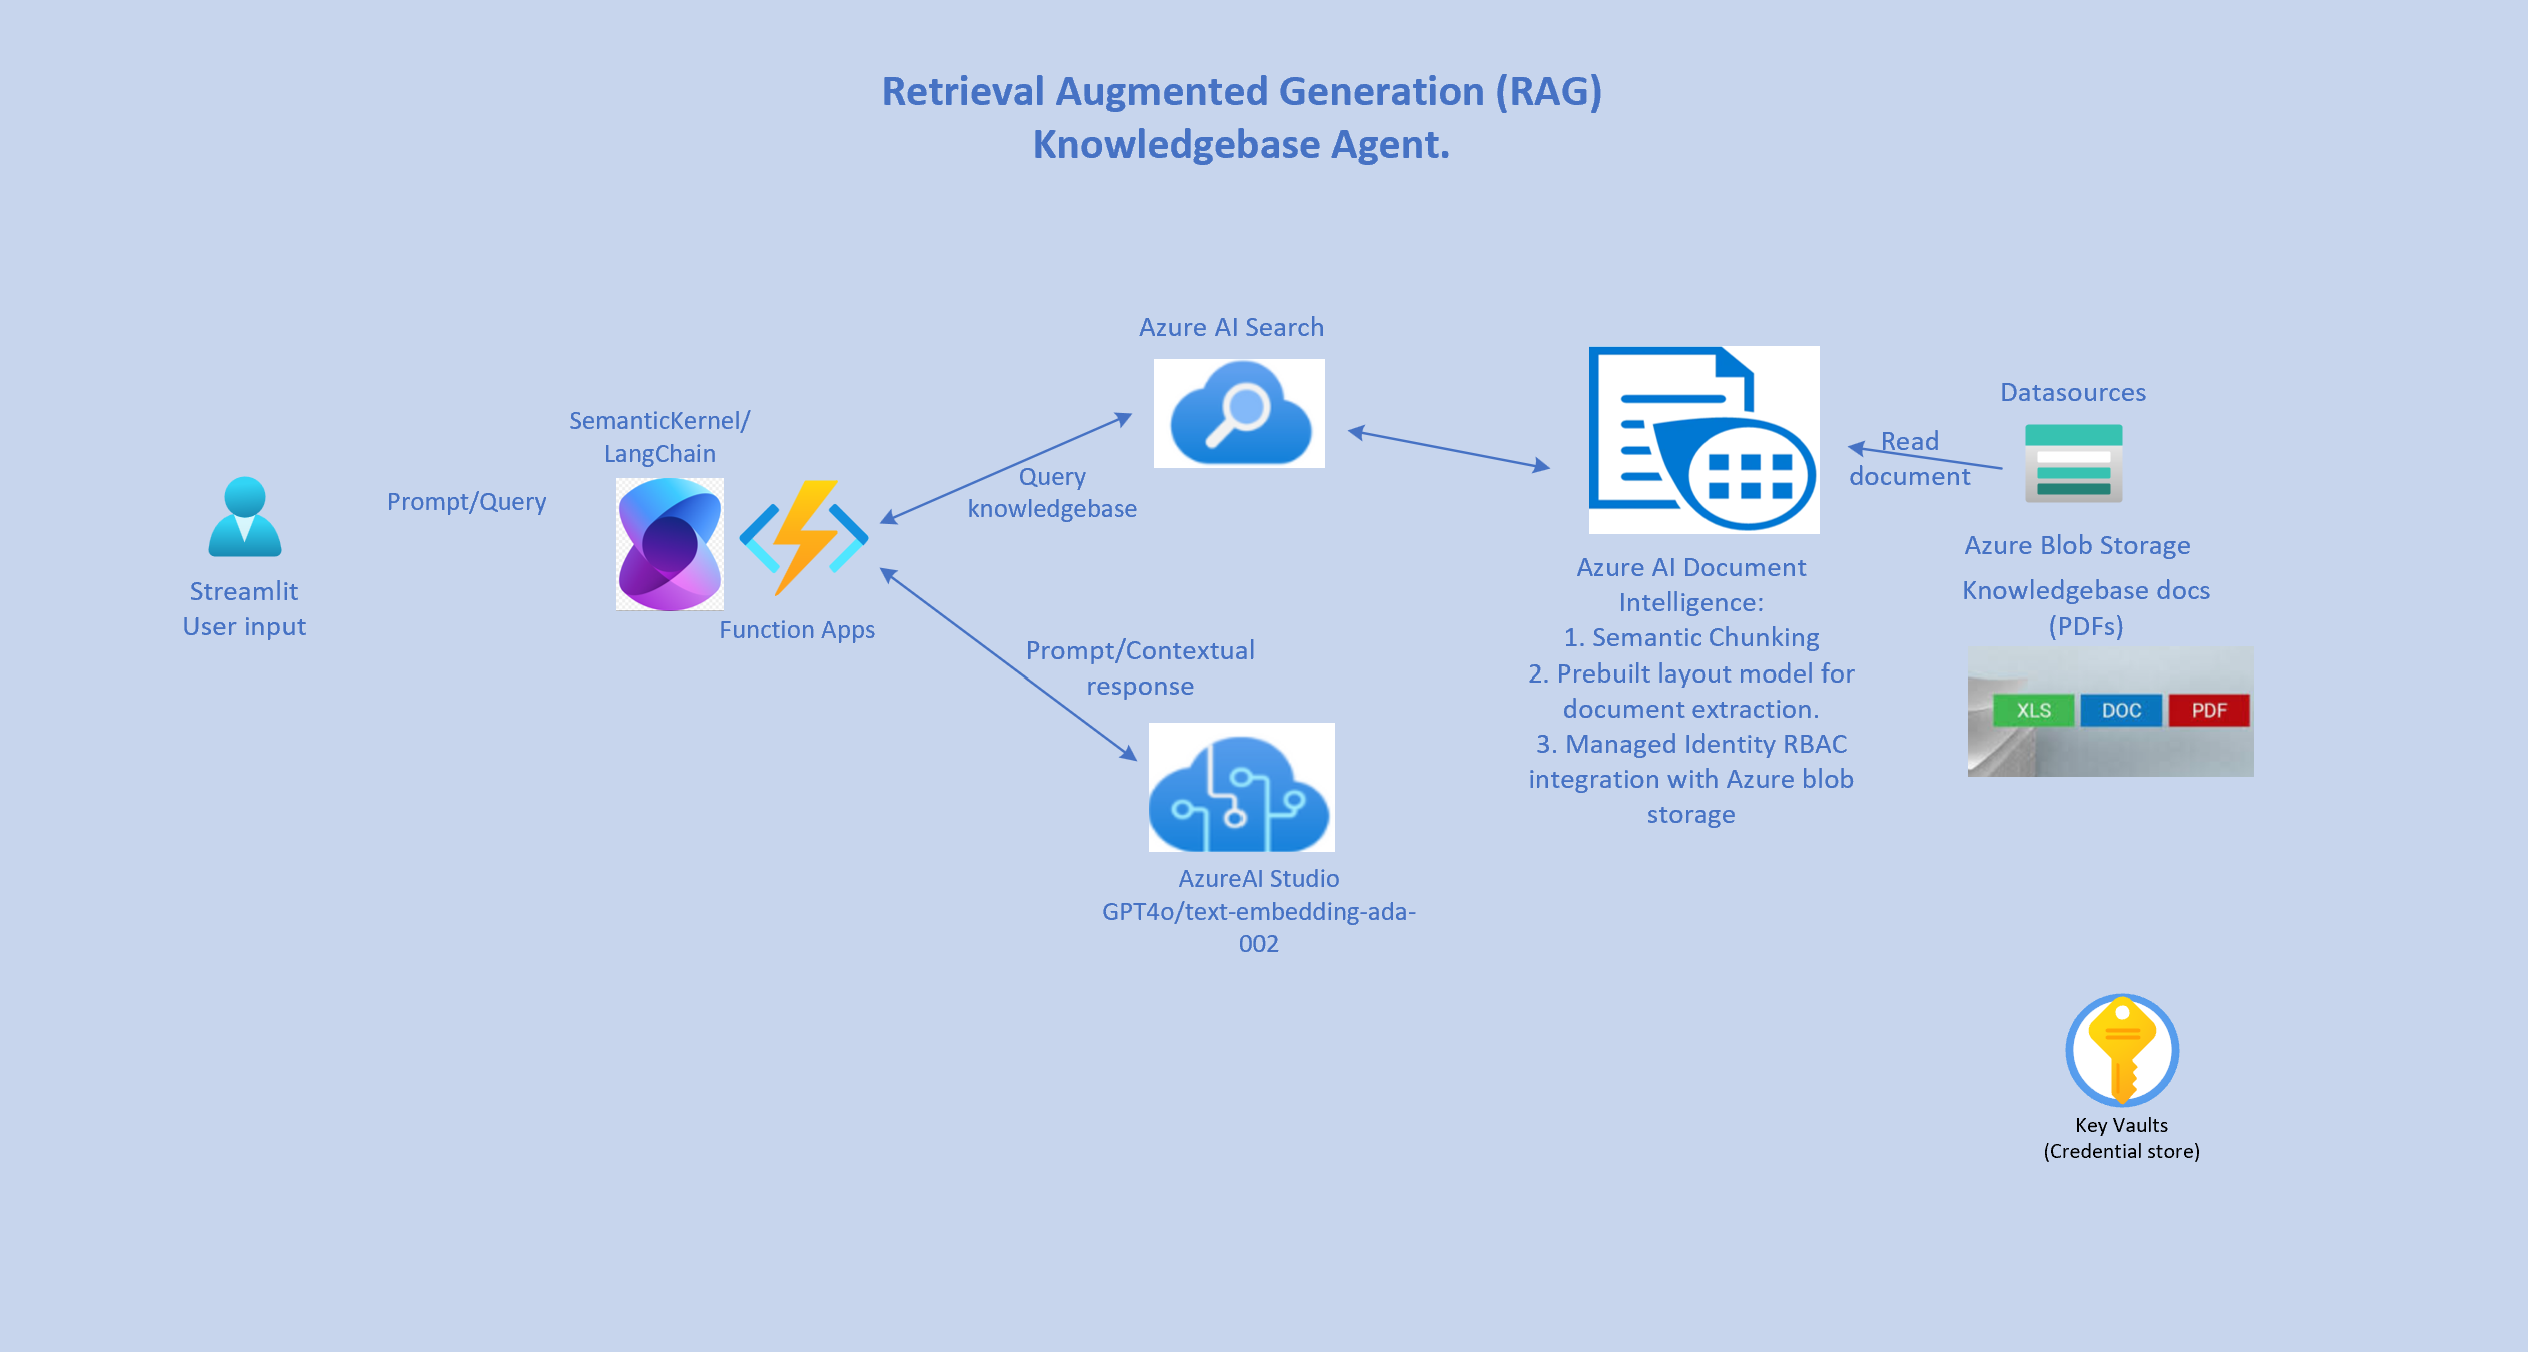 Retrieval Augmented Generation (RAG)
Knowledgebase Agent.
Streamlit
User input
Prompt/Query
SemanticKernel/
LangChain
Function Apps
Query
knowledgebase
Azure AI Search
Prompt/Contextual
response
AzureAI Studio
GPT4o/text-embedding-ada-
002
Azure AI Document
Intelligence:
1. Semantic Chunking
2. Prebuilt layout model for
document extraction.
3. Managed Identity RBAC
integration with Azure blob
storage
Read
document
Datasources
Azure Blob Storage
Knowledgebase docs
(PDFs)
XLS DOC PDF
Key Vaults
(Credential store)